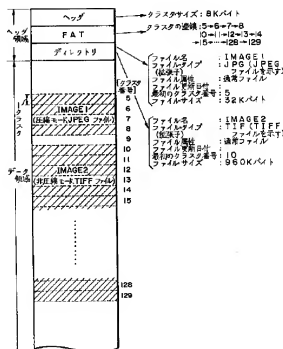 ヘッダ
FAT
ディレクトリ
ヘッダ
領域
1
クラスタ
データ
領域
(クラスタ
番号)
5
6
7
8
9
10
11
12
13
14
15
128
129
IMAGE1
(圧縮モードJPEGファイル)
IMAGE2
(非圧縮モードTIFFファイル)
クラスタサイズ:8Kバイト
クラスタの連鎖:5→6→7→8
10→11→12→13→14
→15→…→128→129
ファイル名 :IMAGE1
ファイルタイプ :JPG(JPEG
(拡張子) ファイルを示す)
ファイル属性 :通常ファイル
ファイル更新日付:
最初のクラスタ番号:5
ファイルサイズ :32Kバイト
ファイル名 :IMAGE2
ファイルタイプ :TIF(TIFF
(拡張子) ファイルを示す)
ファイル属性 :通常ファイル
ファイル更新日付:
最初のクラスタ番号:10
ファイルサイズ :960Kバイト